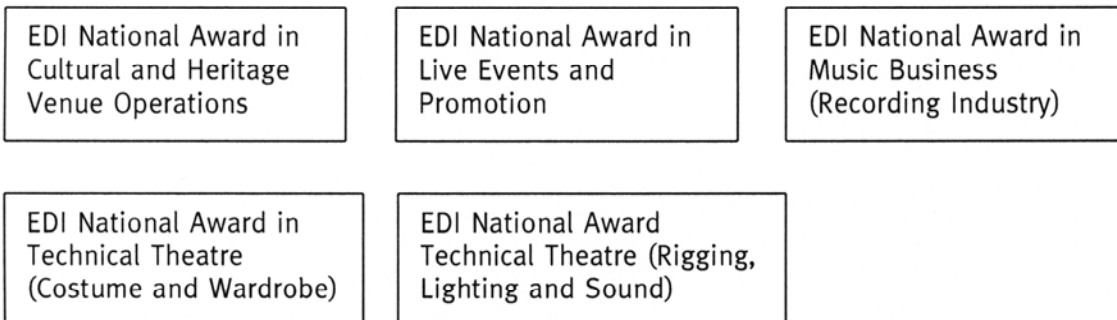 EDI National Award in
Cultural and Heritage
Venue Operations
EDI National Award in
Live Events and
Promotion
EDI National Award in
Music Business
(Recording Industry)
EDI National Award in
Technical Theatre
(Costume and Wardrobe)
EDI National Award
Technical Theatre (Rigging,
Lighting and Sound)